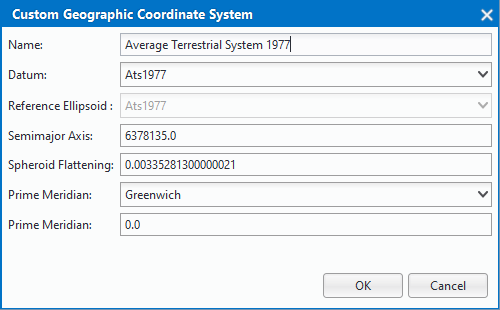 Custom Geographic Coordinate System
Name: Average Terrestrial System 1977
Datum: Ats1977
Reference Ellipsoid : Ats1977
Semimajor Axis: 6378135.0
Spheroid Flattening: 0.00335281300000021
Prime Meridian: Greenwich
Prime Meridian: 0.0
OK Cancel